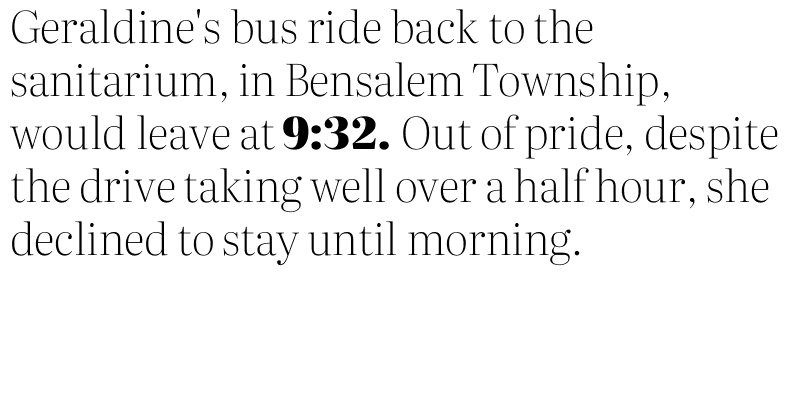 Geraldine's bus ride back to the
sanitarium, in Bensalem Township,
would leave at 9:32. Out of pride, despite
the drive taking well over a half hour, she
declined to stay until morning.